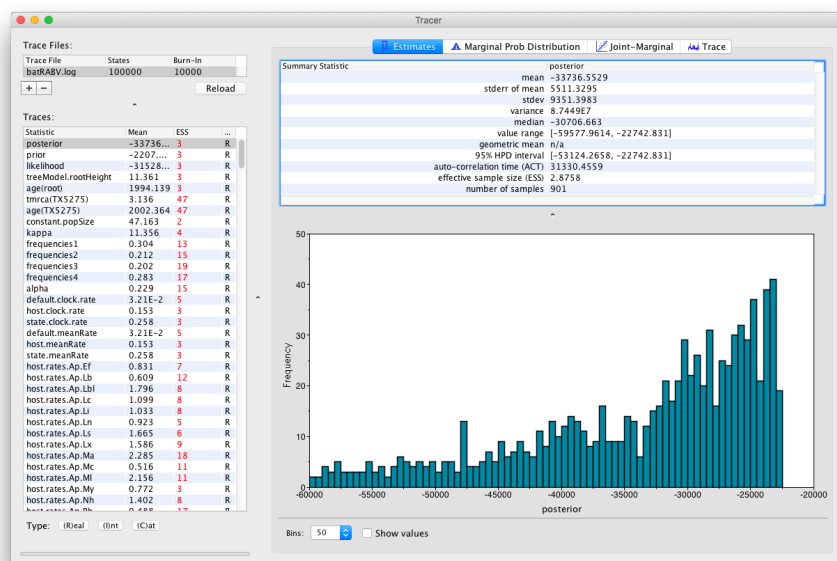 Tracer
Trace Files:
Trace File States Burn-In
batRABV.log 100000 10000
+ − Reload
Traces:
Statistic Mean ESS ...
posterior -33736... 3 R
prior -2207.... 3 R
likelihood -31528... 3 R
treeModel.rootHeight 11.361 3 R
age(root) 1994.139 3 R
tmrca(TX5275) 3.136 47 R
age(TX5275) 2002.364 47 R
constant.popSize 47.163 2 R
kappa 11.356 4 R
frequencies1 0.304 13 R
frequencies2 0.212 15 R
frequencies3 0.202 19 R
frequencies4 0.283 17 R
alpha 0.229 15 R
default.clock.rate 3.21E-2 5 R
host.clock.rate 0.153 3 R
state.clock.rate 0.258 3 R
default.meanRate 3.21E-2 5 R
host.meanRate 0.153 3 R
state.meanRate 0.258 3 R
host.rates.Ap.Ef 0.831 7 R
host.rates.Ap.Lb 0.609 12 R
host.rates.Ap.Lbl 1.796 8 R
host.rates.Ap.Lc 1.099 8 R
host.rates.Ap.Li 1.033 8 R
host.rates.Ap.Ln 0.923 5 R
host.rates.Ap.Ls 1.665 6 R
host.rates.Ap.Lx 1.586 9 R
host.rates.Ap.Ma 2.285 18 R
host.rates.Ap.Mc 0.516 11 R
host.rates.Ap.Ml 2.156 11 R
host.rates.Ap.My 0.772 3 R
host.rates.Ap.Nh 1.402 8 R
Type: (R)eal (I)nt (C)at
Estimates Marginal Prob Distribution Joint-Marginal Trace
Summary Statistic posterior
mean -33736.5529
stderr of mean 5511.3295
stdev 9351.3983
variance 8.7449E7
median -30706.663
value range [-59577.9614, -22742.831]
geometric mean n/a
95% HPD interval [-53124.2658, -22742.831]
auto-correlation time (ACT) 31330.4559
effective sample size (ESS) 2.8758
number of samples 901
50
40
30
20
10
0
Frequency
-60000 -55000 -50000 -45000 -40000 -35000 -30000 -25000 -20000
posterior
Bins: 50 Show values